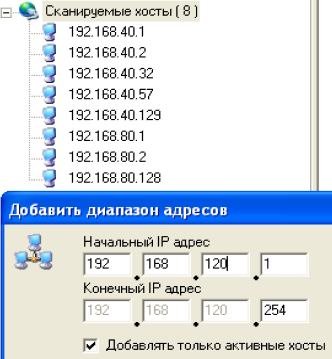 Сканируемые хосты ( 8 )
192.168.40.1
192.168.40.2
192.168.40.32
192.168.40.57
192.168.40.129
192.168.80.1
192.168.80.2
192.168.80.128
Добавить диапазон адресов
Начальный IP адрес
192 . 168 . 120 . 1
Конечный IP адрес
192 . 168 . 120 . 254
Добавлять только активные хосты